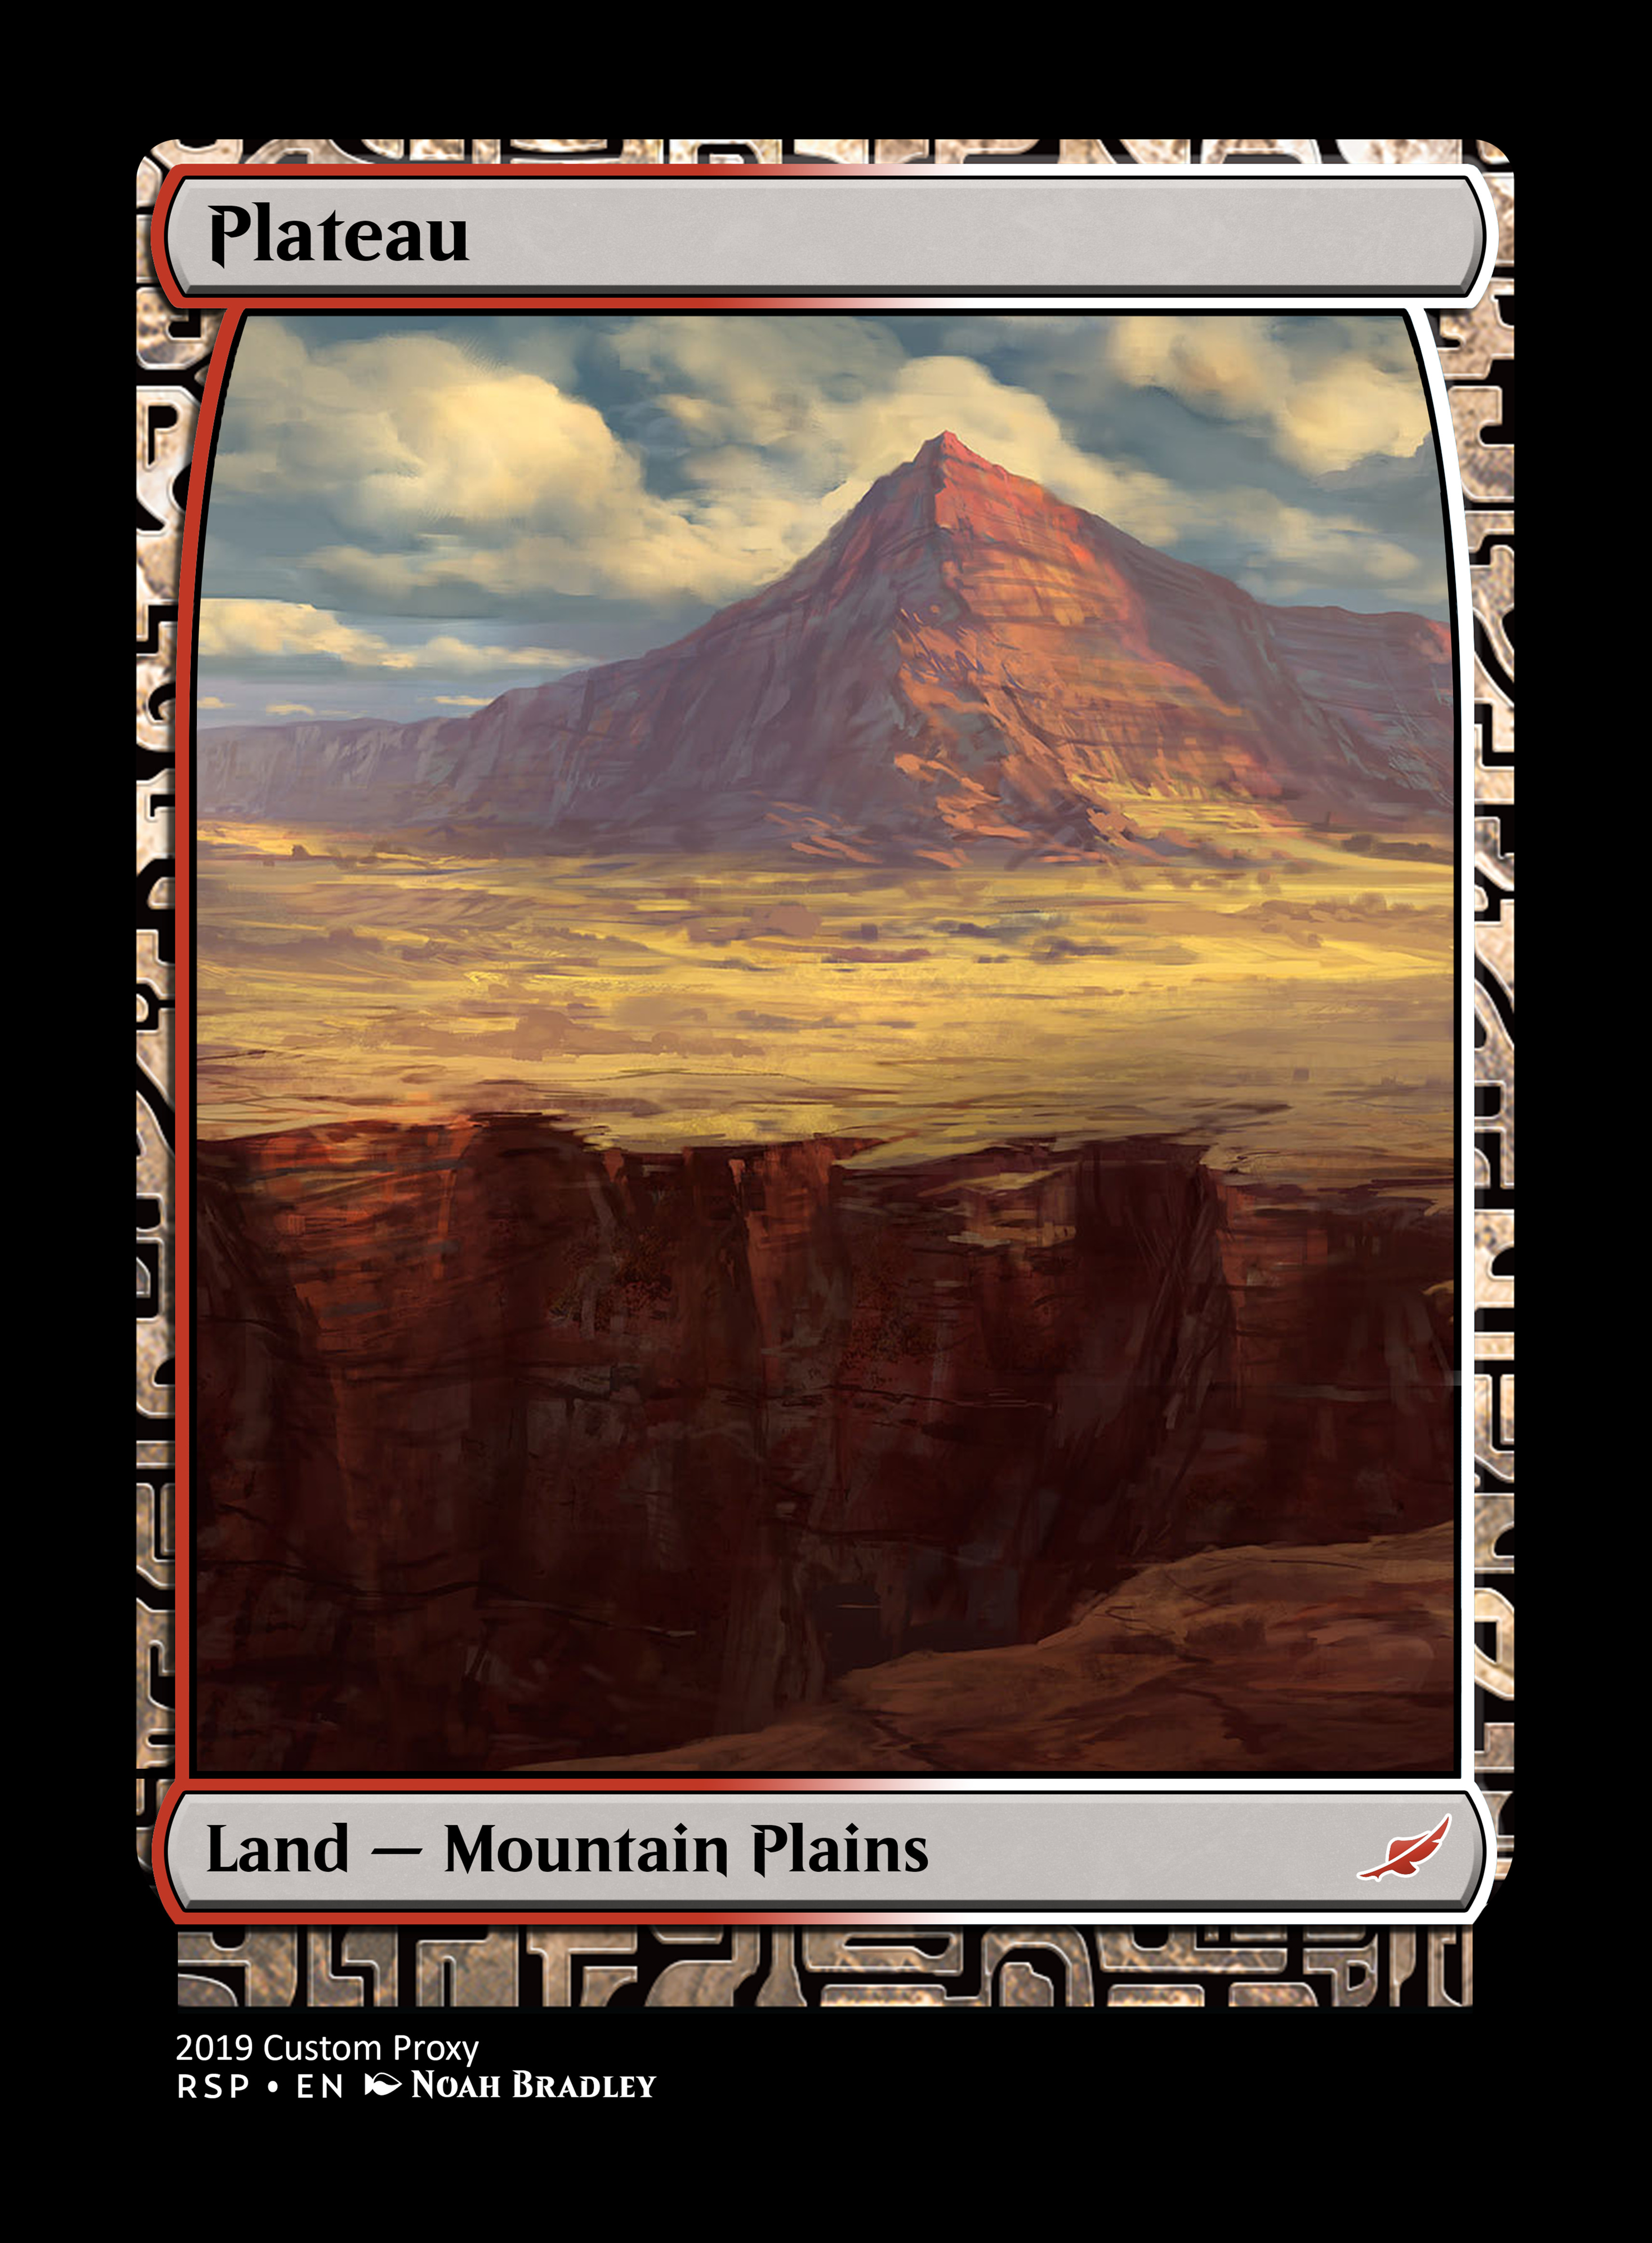 Plateau
Land — Mountain Plains
2019 Custom Proxy
RSP • EN Noah Bradley